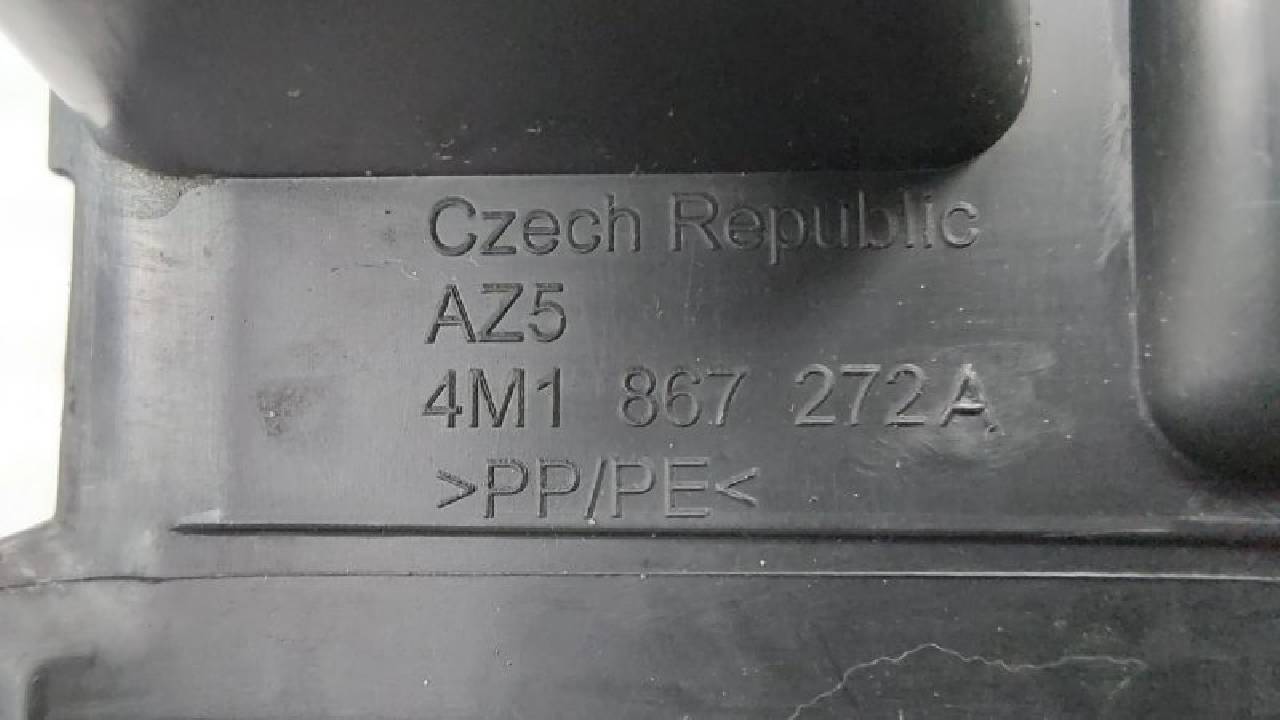 Czech Republic
AZ5
4M1 867 272A
>PP/PE<